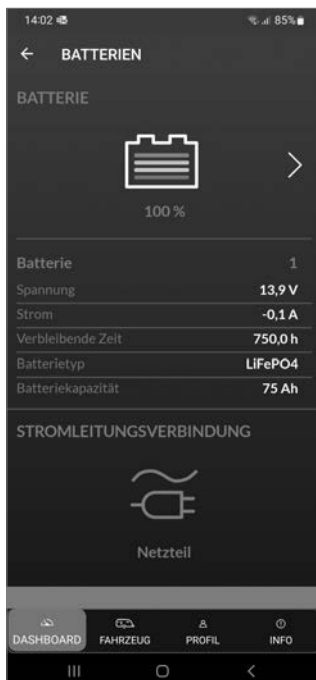 14:02 85%
BATTERIEN
BATTERIE
100 %
Batterie 1
Spannung 13,9 V
Strom -0,1 A
Verbleibende Zeit 750,0 h
Batterietyp LiFePO4
Batteriekapazität 75 Ah
STROMLEITUNGSVERBINDUNG
Netzteil
DASHBOARD FAHRZEUG PROFIL INFO